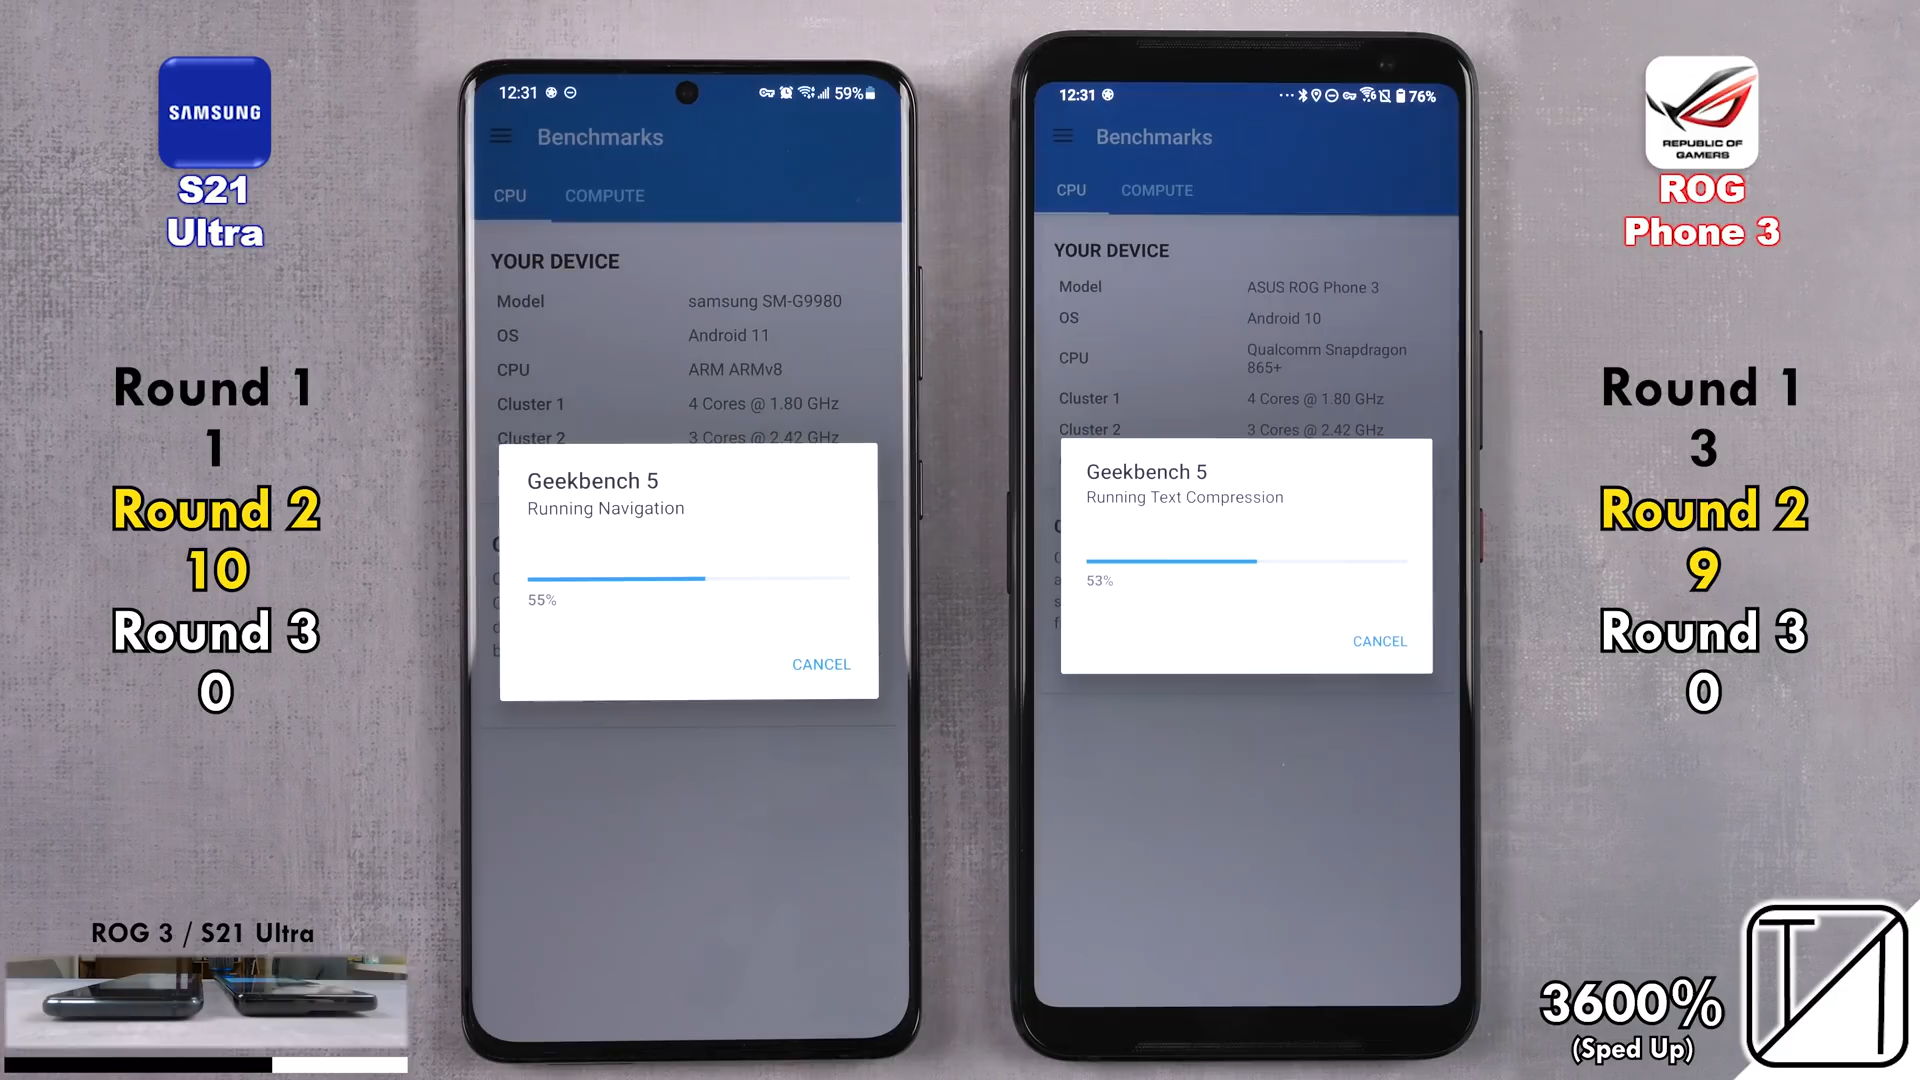 SAMSUNG
S21
Ultra
Round 1
1
Round 2
10
Round 3
0
ROG 3 / S21 Ultra
12:31
59%
Benchmarks
CPU
COMPUTE
YOUR DEVICE
Model samsung SM-G9980
OS Android 11
CPU ARM ARMv8
Cluster 1 4 Cores @ 1.80 GHz
Cluster 2 3 Cores @ 2.42 GHz
Geekbench 5
Running Navigation
55%
CANCEL
12:31
76%
Benchmarks
CPU
COMPUTE
YOUR DEVICE
Model ASUS ROG Phone 3
OS Android 10
CPU Qualcomm Snapdragon
865+
Cluster 1 4 Cores @ 1.80 GHz
Cluster 2 3 Cores @ 2.42 GHz
Geekbench 5
Running Text Compression
53%
CANCEL
REPUBLIC OF
GAMERS
ROG
Phone 3
Round 1
3
Round 2
9
Round 3
0
3600%
(Sped Up)